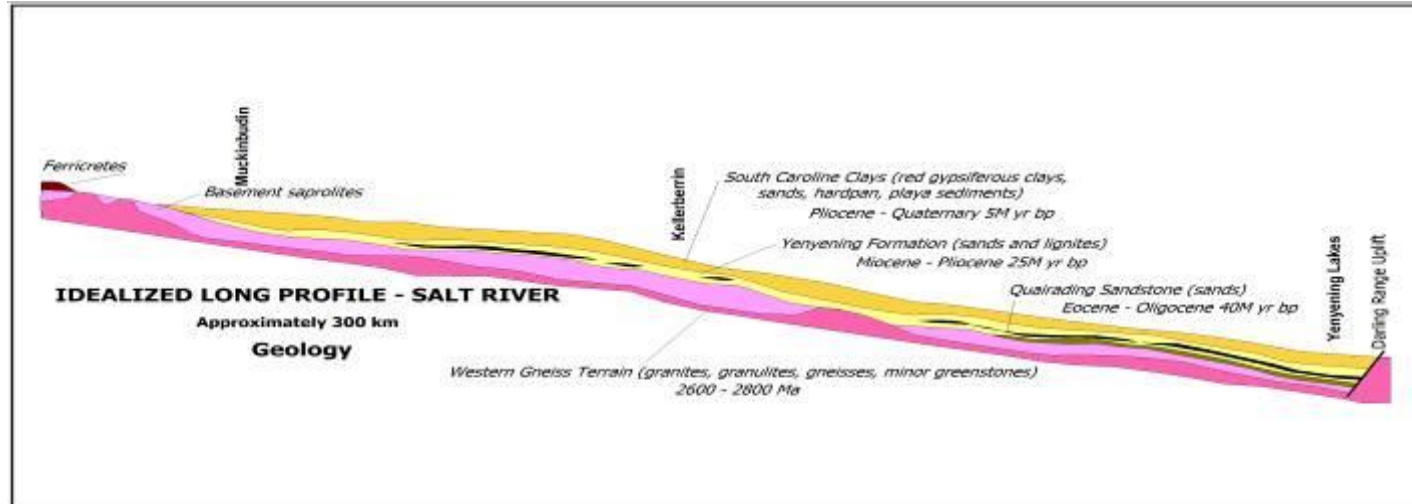 Muckinbudin
Ferricretes
Basement saprolites
Kellerberrin
South Caroline Clays (red gypsiferous clays,
sands, hardpan, playa sediments)
Pliocene - Quaternary 5M yr bp
Yenyening Formation (sands and lignites)
Miocene - Pliocene 25M yr bp
Quairading Sandstone (sands)
Eocene - Oligocene 40M yr bp
Yenyening Lakes
Darling Range Uplift
IDEALIZED LONG PROFILE - SALT RIVER
Approximately 300 km
Geology
Western Gneiss Terrain (granites, granulites, gneisses, minor greenstones)
2600 - 2800 Ma